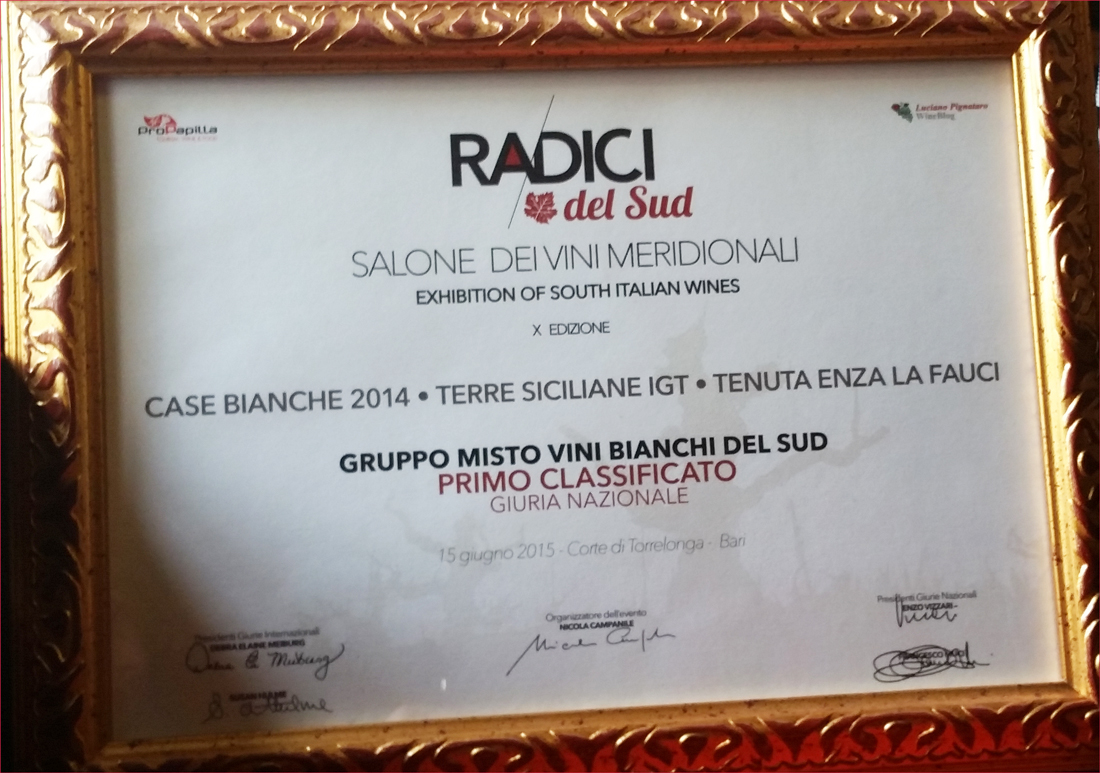 ProPapilla
Luciano Pignataro
WineBlog
RADICI
del Sud
SALONE DEI VINI MERIDIONALI
EXHIBITION OF SOUTH ITALIAN WINES
X EDIZIONE
CASE BIANCHE 2014 • TERRE SICILIANE IGT • TENUTA ENZA LA FAUCI
GRUPPO MISTO VINI BIANCHI DEL SUD
PRIMO CLASSIFICATO
GIURIA NAZIONALE
15 giugno 2015 - Corte di Torrelonga - Bari
Presidenti Giurie Internazionali
DEBRA ELAINE MEIBURG
Organizzatore dell'evento
NICOLA CAMPANILE
Presidenti Giurie Nazionali
ENZO VIZZARI -